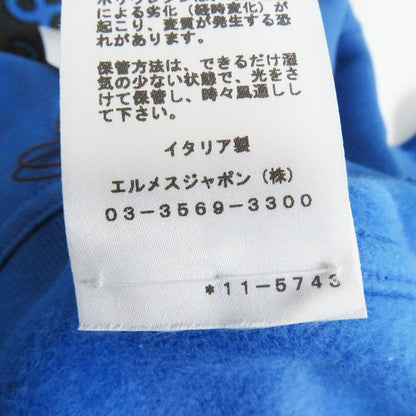 による劣化（経時変化）が
起こり、変質が発生する恐
れがあります。
保管方法は、できるだけ湿
気の少ない状態で、光をさ
けて保管し、時々風通しし
て下さい。
イタリア製
エルメスジャポン（株）
03-3569-3300
*11-5743